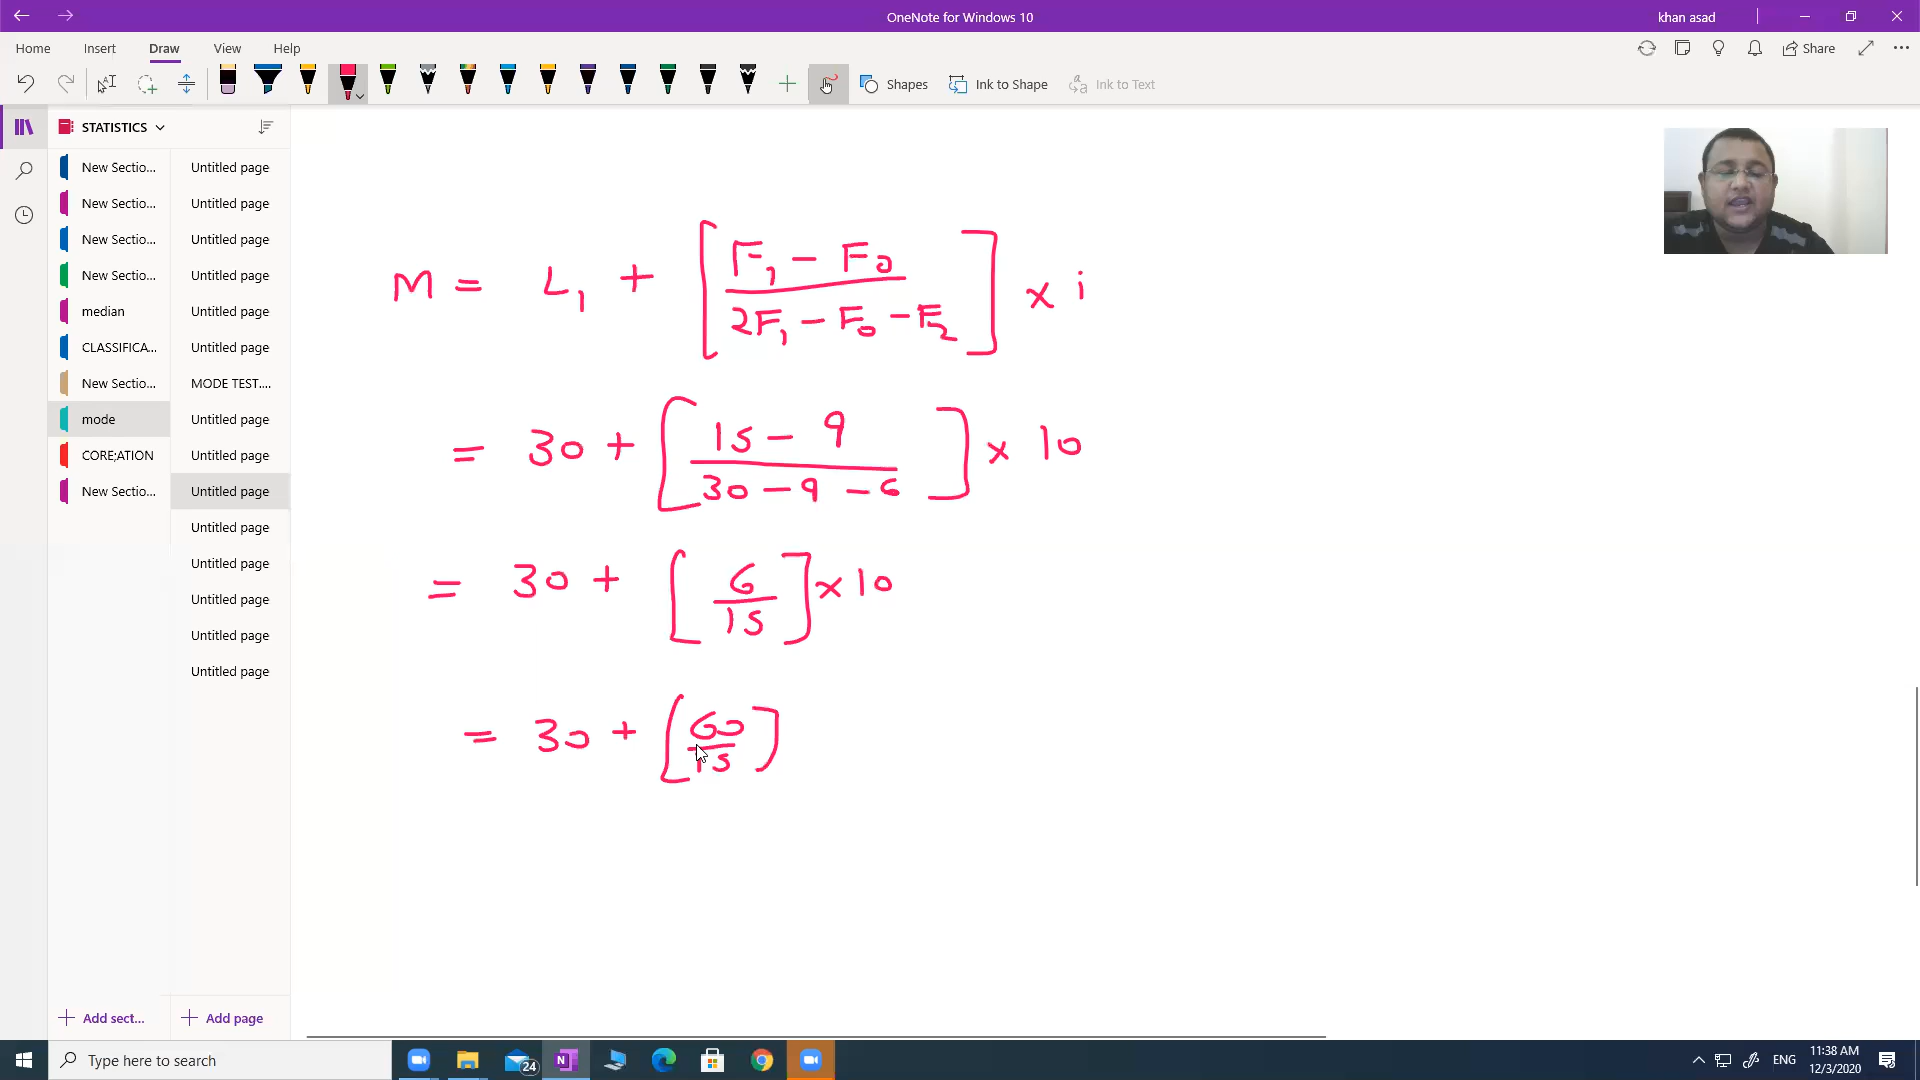 OneNote for Windows 10
khan asad
Home Insert Draw View Help
Share
Shapes Ink to Shape Ink to Text
STATISTICS
New Sectio... Untitled page
New Sectio... Untitled page
New Sectio... Untitled page
New Sectio... Untitled page
median Untitled page
CLASSIFICA... Untitled page
New Sectio... MODE TEST....
mode Untitled page
CORE;ATION Untitled page
New Sectio... Untitled page
Untitled page
Untitled page
Untitled page
Untitled page
Untitled page
M = L₁ + [F₁ - F₀ / 2F₁ - F₀ - F₂] x i
= 30 + [15 - 9 / 30 - 9 - 6] x 10
= 30 + [6 / 15] x 10
= 30 + [60 / 15]
Add sect... Add page
Type here to search
24
ENG
11:38 AM
12/3/2020